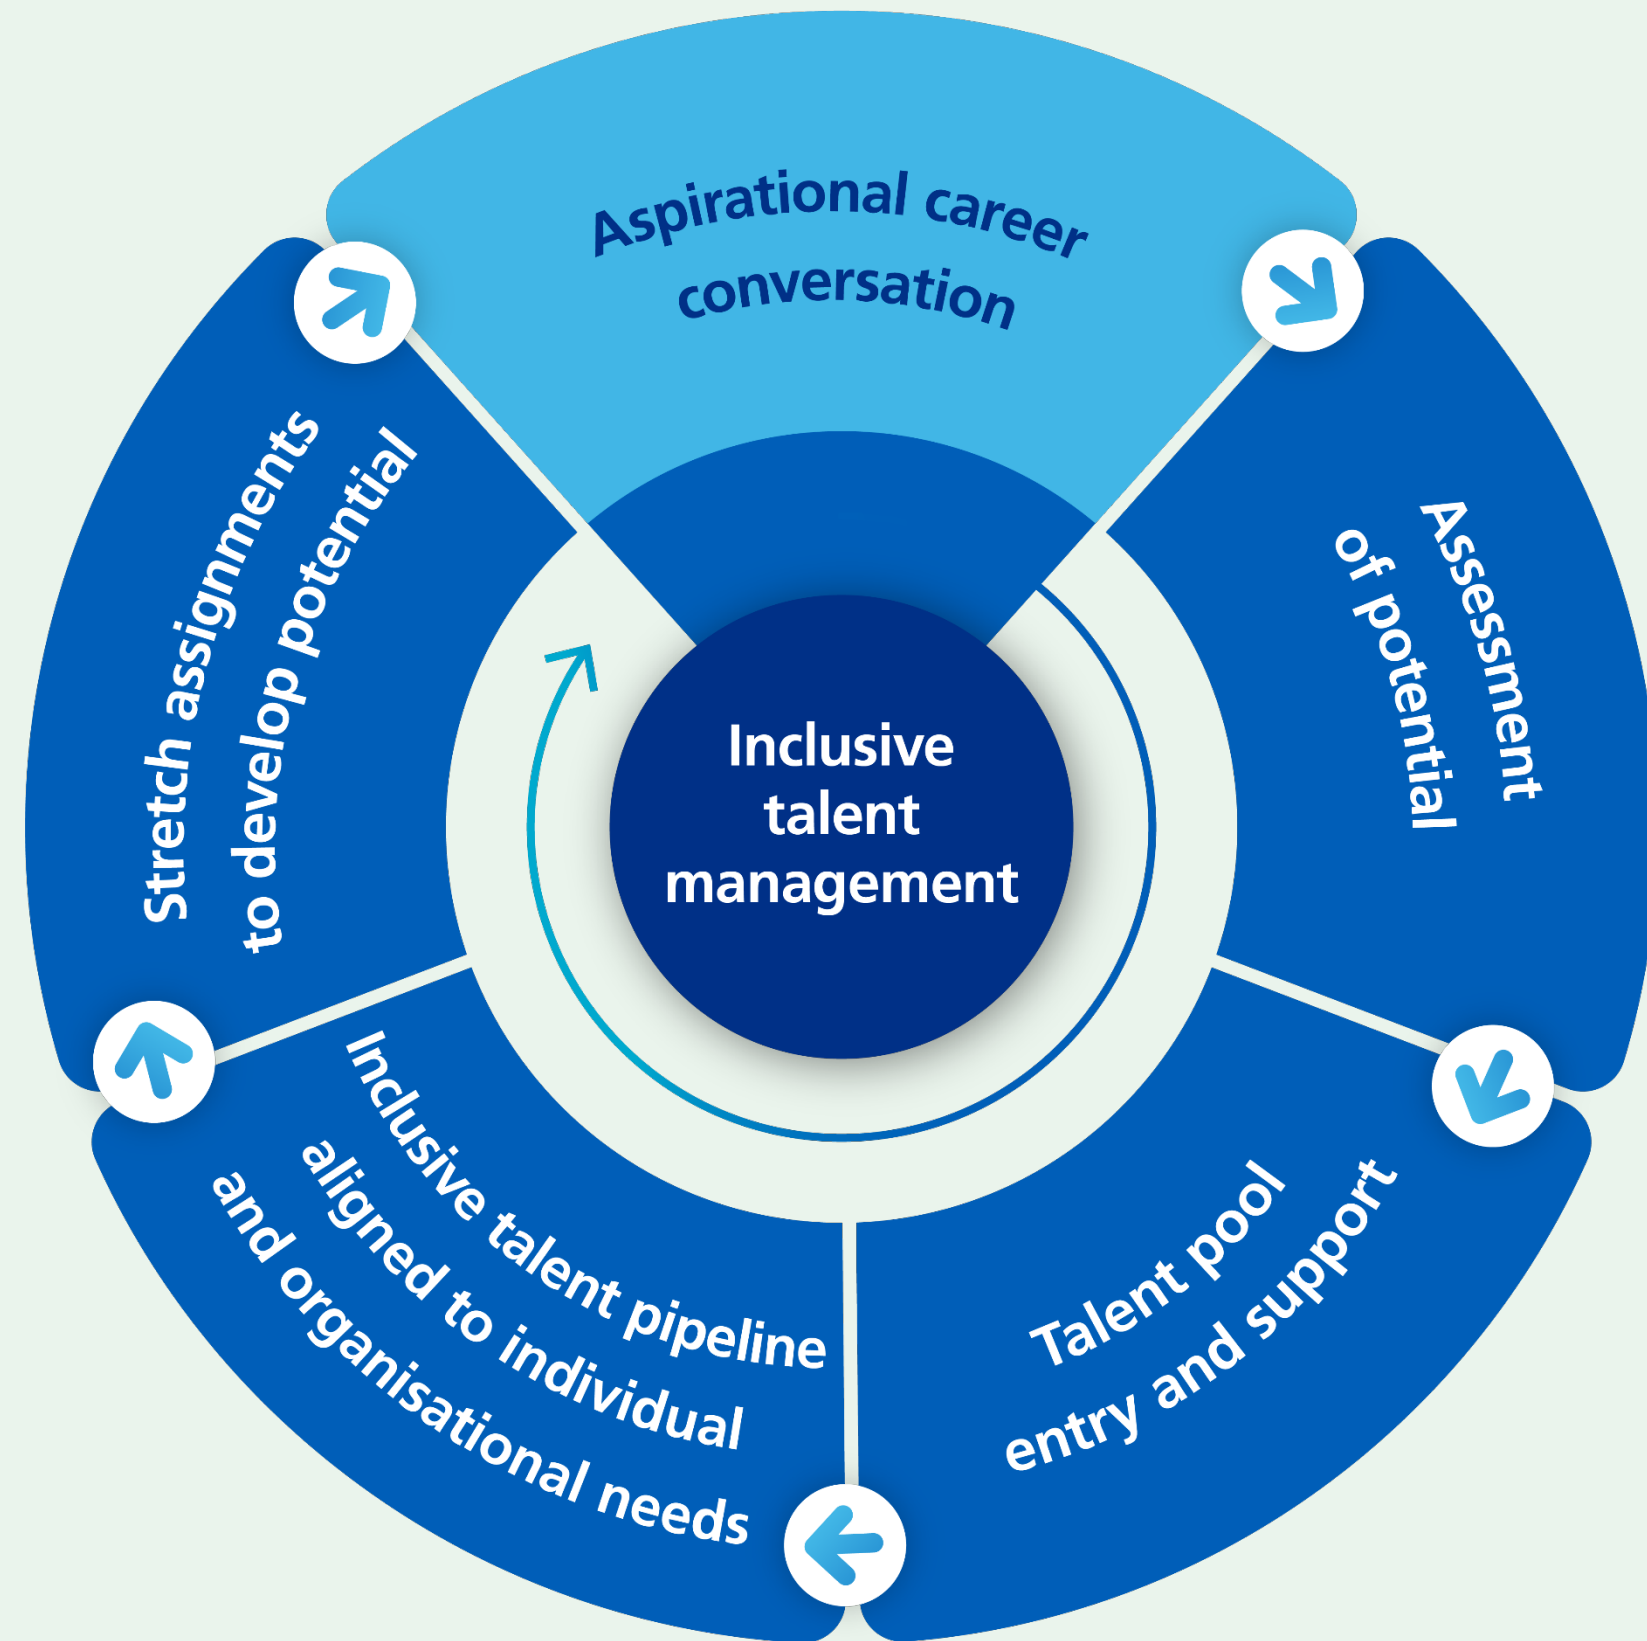 Aspirational career
conversation
Assessment
of potential
Talent pool
entry and support
Inclusive talent pipeline
aligned to individual
and organisational needs
Stretch assignments
to develop potential
Inclusive
talent
management